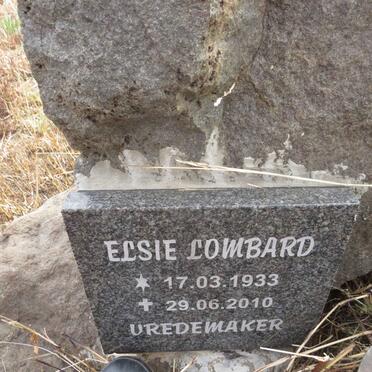 ELSIE LOMBARD
* 17.03.1933
✝ 29.06.2010
VREDEMAKER